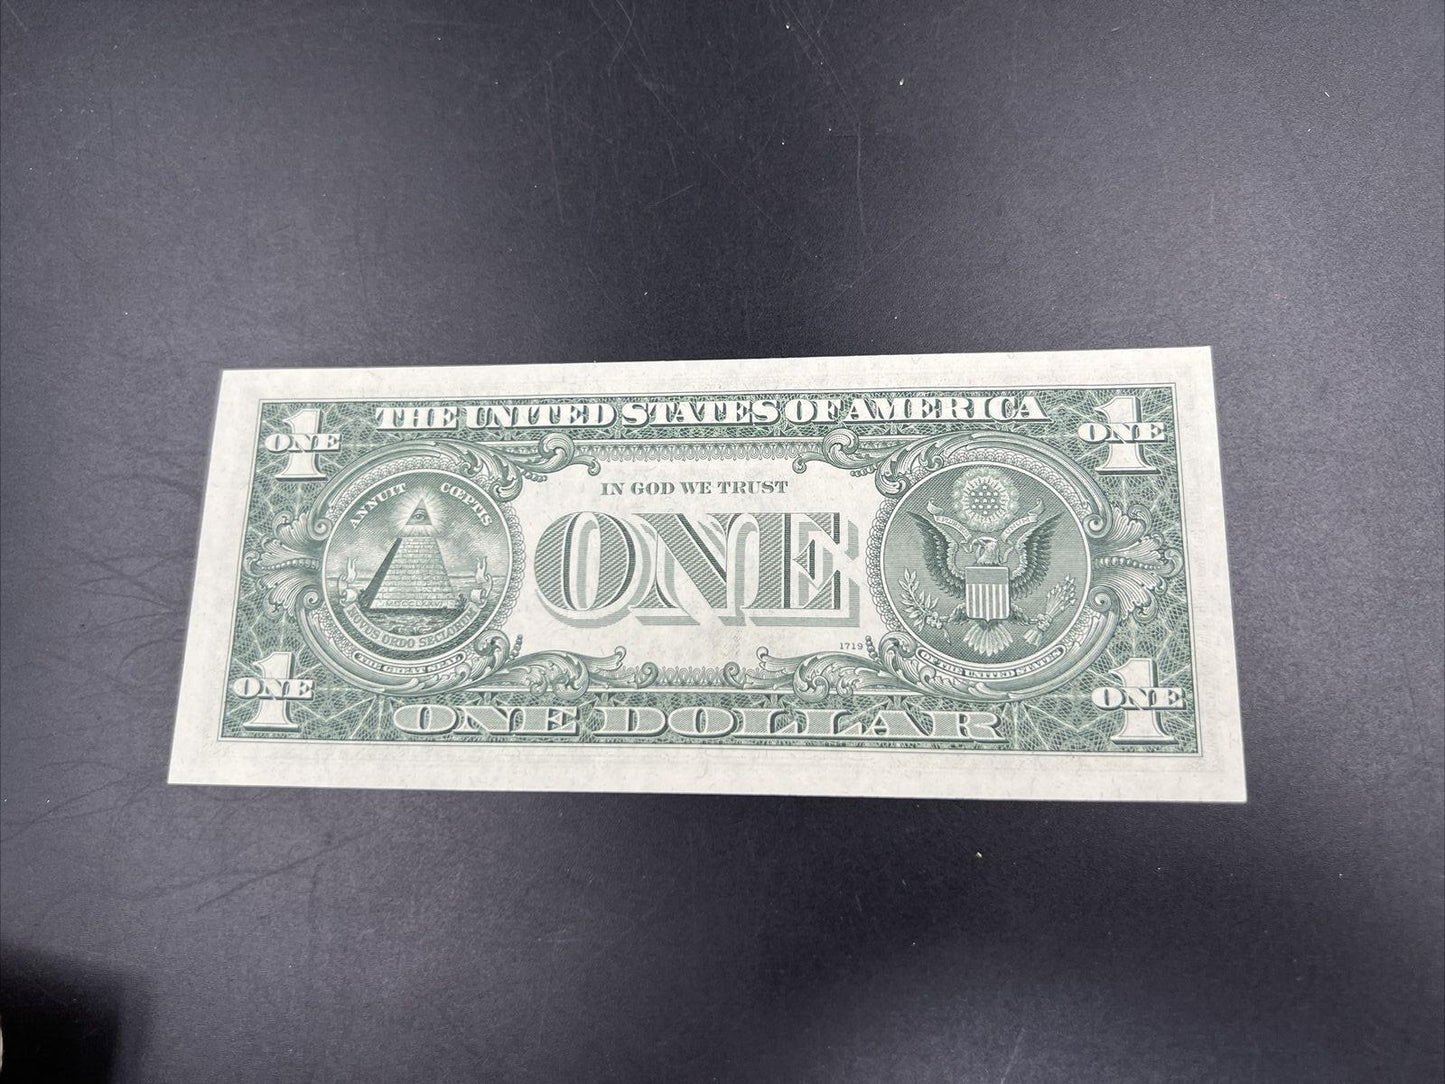 THE UNITED STATES OF AMERICA
1
ONE
1
ONE
ANNUIT CŒPTIS
MDCCLXXVI
NOVUS ORDO SECLORUM
THE GREAT SEAL
IN GOD WE TRUST
ONE
1719
OF THE UNITED STATES
1
ONE
ONE DOLLAR
1
ONE